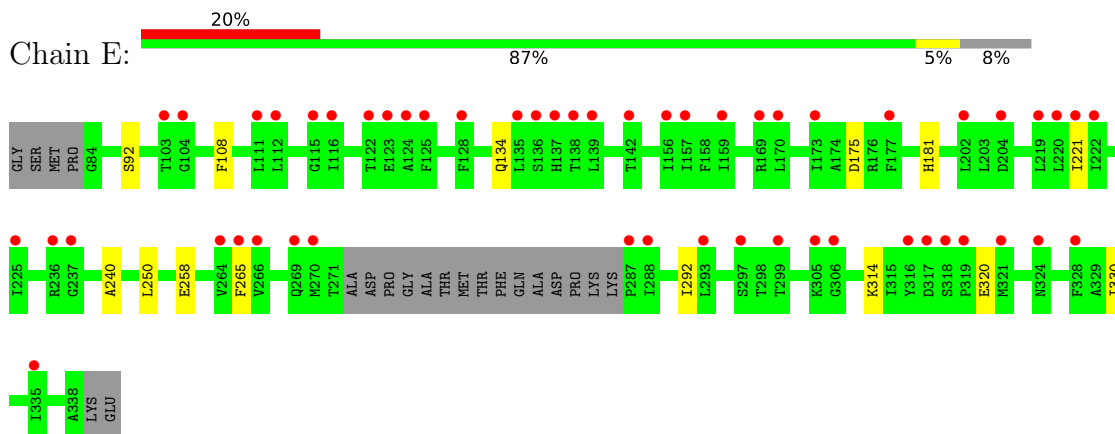 20%
Chain E:
87% 5% 8%
GLY SER MET PRO G84 S92 T103 G104 F108 L111 L112 G115 I116 T122 E123 A124 F125 F128 Q134 L135 S136 H137 T138 L139 T142 I156 I157 F158 I159 R169 L170 I173 A174 D175 R176 F177 H181 L202 L203 D204 L219 L220 I221 I222
I225 R236 G237 A240 L250 E258 V264 F265 V266 Q269 M270 T271 ALA ASP PRO GLY ALA THR MET THR PHE GLN ALA ASP PRO LYS LYS P287 I288 I292 L293 S297 T298 T299 K305 G306 K314 I315 Y316 D317 S318 P319 E320 M321 N324 F328 A329 I330
I335 A338 LYS GLU